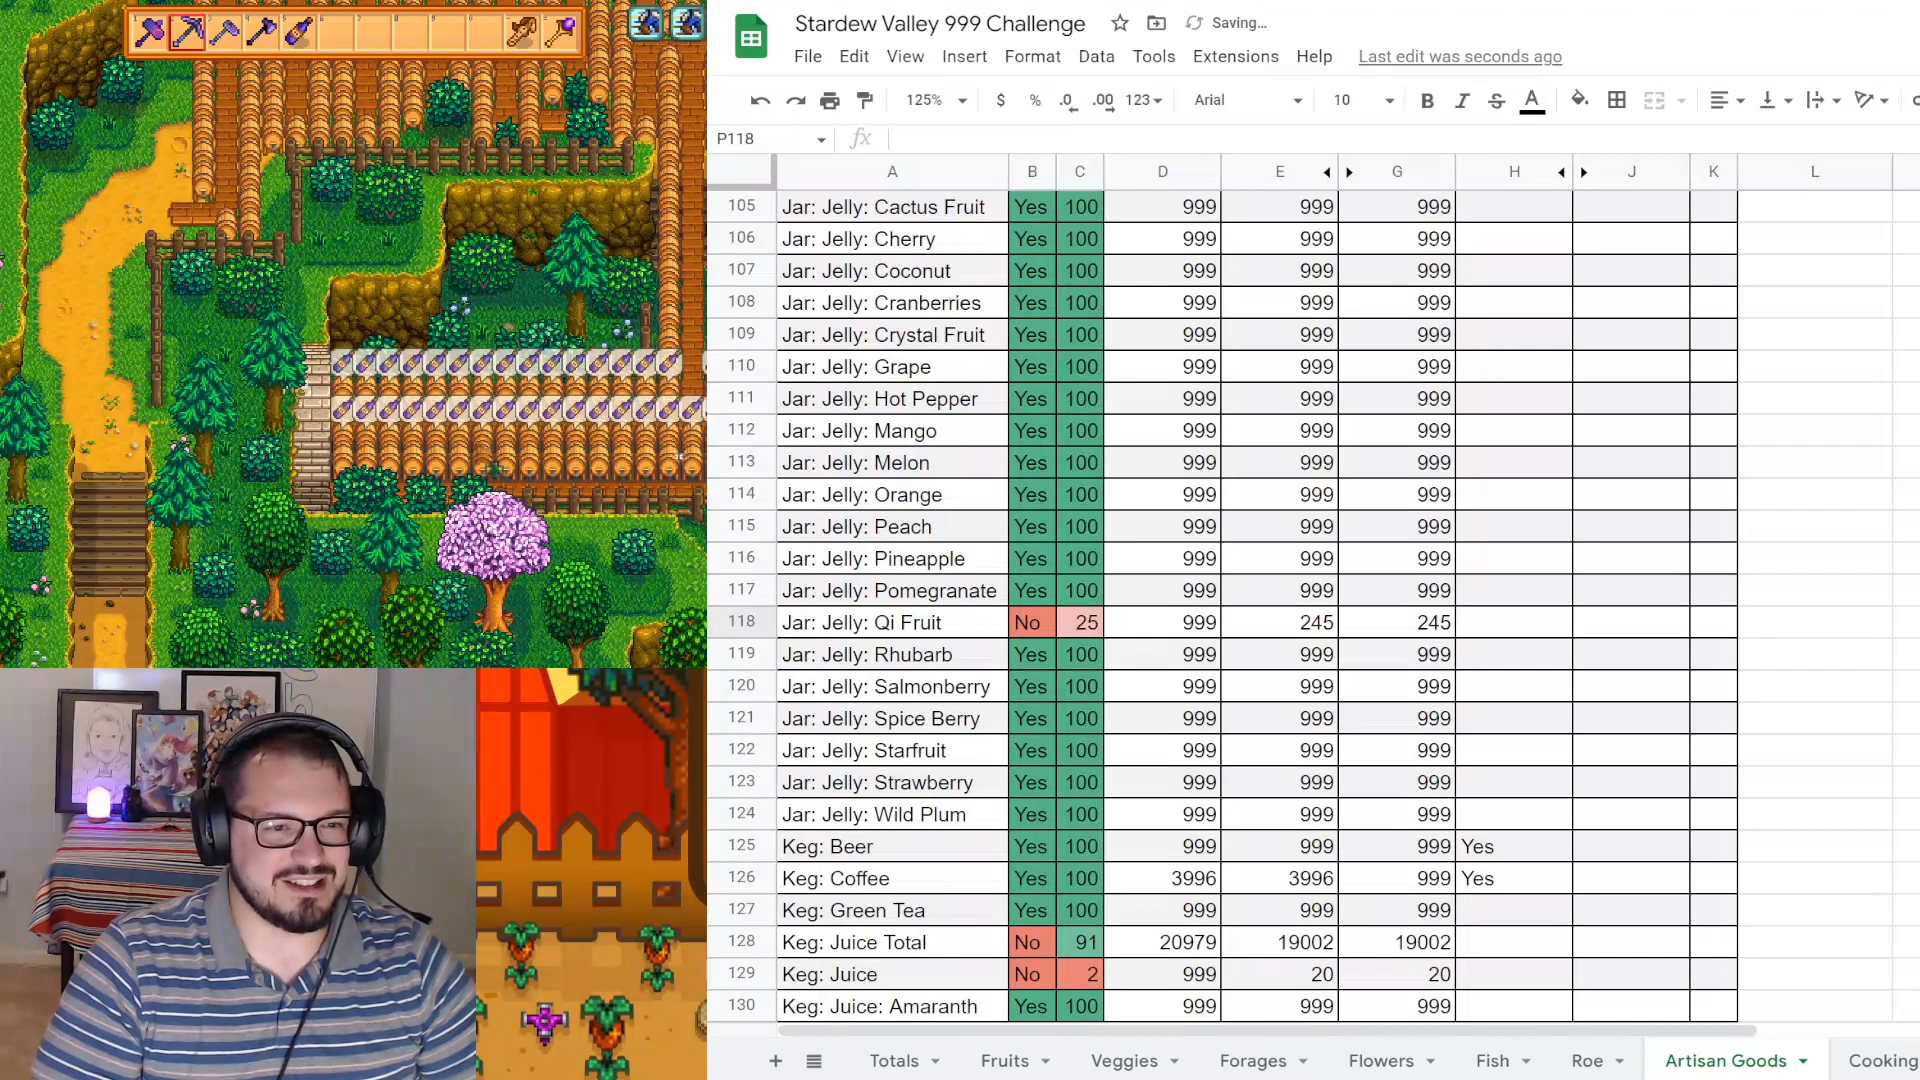 Stardew Valley 999 Challenge Saving…
File Edit View Insert Format Data Tools Extensions Help Last edit was seconds ago
125% $ % .0 .00 123 Arial 10 B I S A
P118 fx
A B C D E G H J K L
105 Jar: Jelly: Cactus Fruit Yes 100 999 999 999
106 Jar: Jelly: Cherry Yes 100 999 999 999
107 Jar: Jelly: Coconut Yes 100 999 999 999
108 Jar: Jelly: Cranberries Yes 100 999 999 999
109 Jar: Jelly: Crystal Fruit Yes 100 999 999 999
110 Jar: Jelly: Grape Yes 100 999 999 999
111 Jar: Jelly: Hot Pepper Yes 100 999 999 999
112 Jar: Jelly: Mango Yes 100 999 999 999
113 Jar: Jelly: Melon Yes 100 999 999 999
114 Jar: Jelly: Orange Yes 100 999 999 999
115 Jar: Jelly: Peach Yes 100 999 999 999
116 Jar: Jelly: Pineapple Yes 100 999 999 999
117 Jar: Jelly: Pomegranate Yes 100 999 999 999
118 Jar: Jelly: Qi Fruit No 25 999 245 245
119 Jar: Jelly: Rhubarb Yes 100 999 999 999
120 Jar: Jelly: Salmonberry Yes 100 999 999 999
121 Jar: Jelly: Spice Berry Yes 100 999 999 999
122 Jar: Jelly: Starfruit Yes 100 999 999 999
123 Jar: Jelly: Strawberry Yes 100 999 999 999
124 Jar: Jelly: Wild Plum Yes 100 999 999 999
125 Keg: Beer Yes 100 999 999 999 Yes
126 Keg: Coffee Yes 100 3996 3996 999 Yes
127 Keg: Green Tea Yes 100 999 999 999
128 Keg: Juice Total No 91 20979 19002 19002
129 Keg: Juice No 2 999 20 20
130 Keg: Juice: Amaranth Yes 100 999 999 999
+ Totals Fruits Veggies Forages Flowers Fish Roe Artisan Goods Cooking